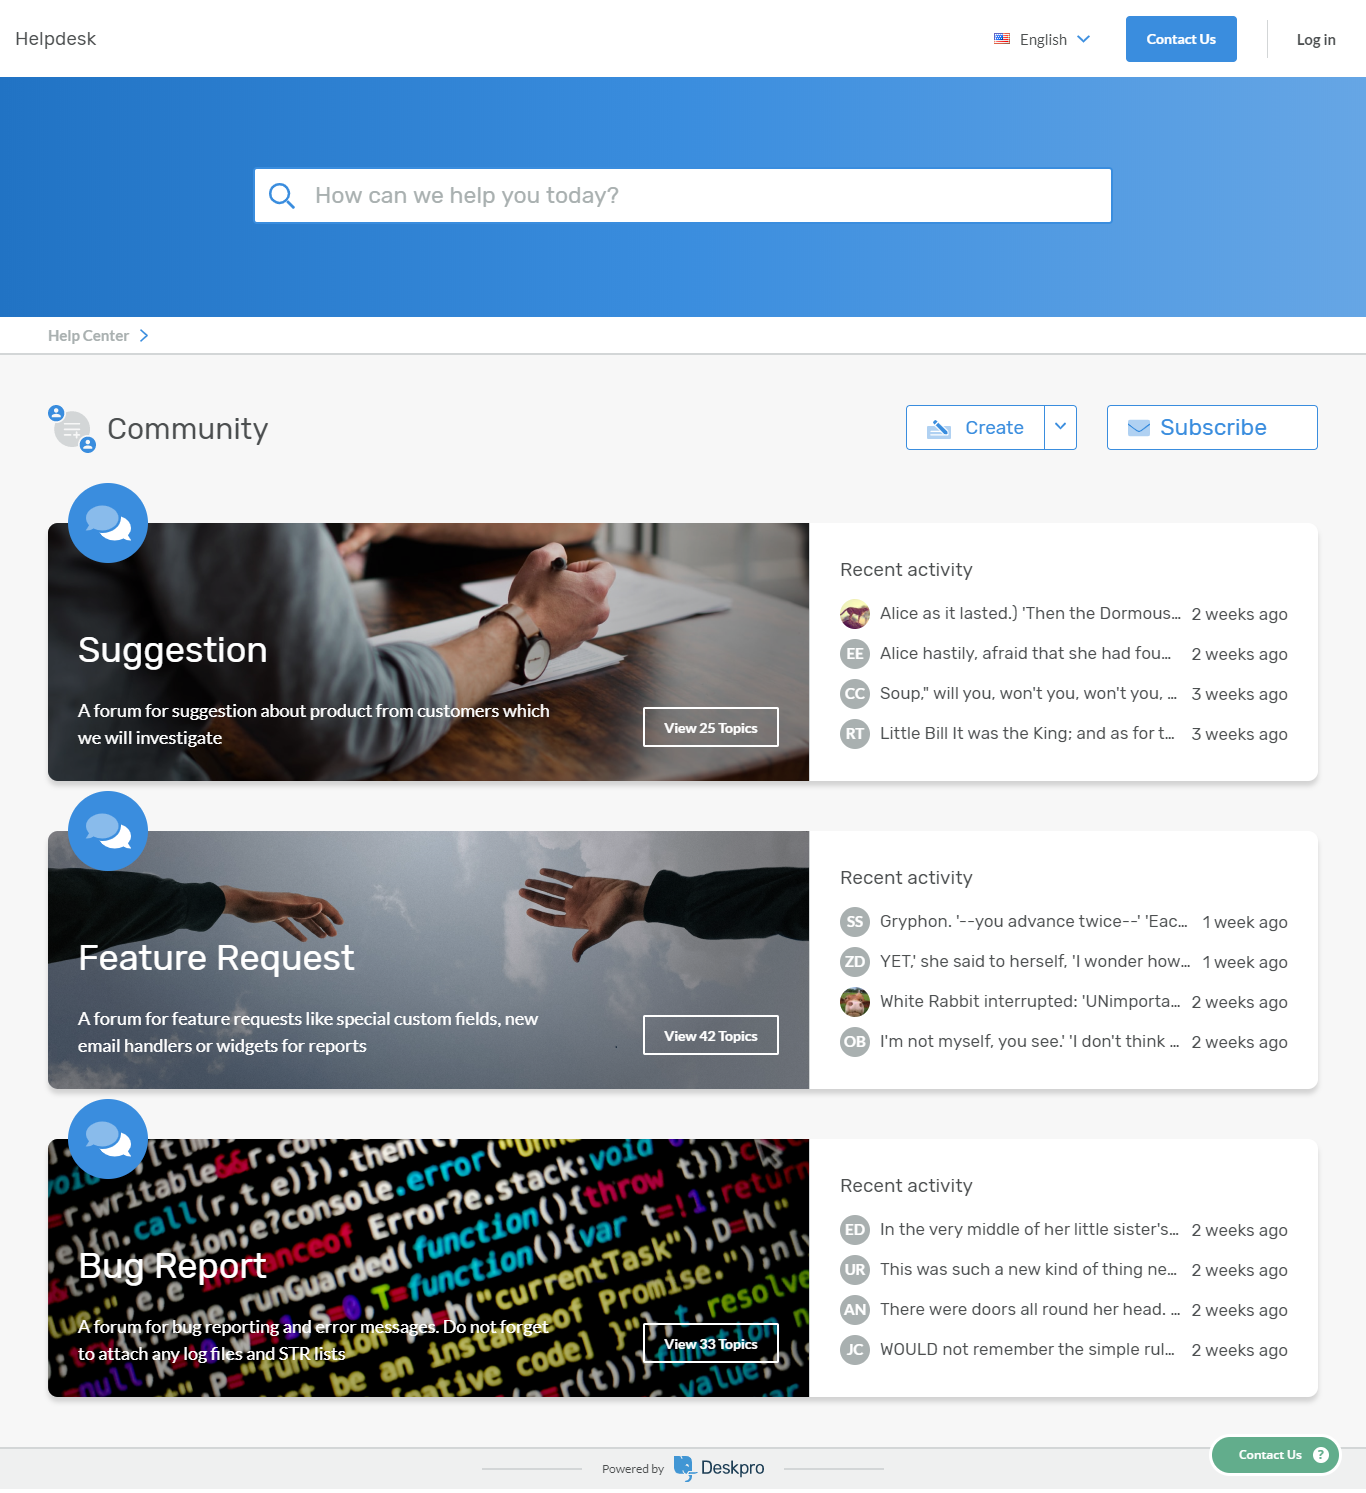 Helpdesk
English
Contact Us
Log in
How can we help you today?
Help Center
Community
Create
Subscribe
Suggestion
A forum for suggestion about product from customers which
we will investigate
View 25 Topics
Recent activity
Alice as it lasted.) 'Then the Dormous... 2 weeks ago
EE Alice hastily, afraid that she had fou... 2 weeks ago
CC Soup," will you, won't you, won't you, ... 3 weeks ago
RT Little Bill It was the King; and as for t... 3 weeks ago
Feature Request
A forum for feature requests like special custom fields, new
email handlers or widgets for reports
View 42 Topics
Recent activity
SS Gryphon. '--you advance twice--' 'Eac... 1 week ago
ZD YET,' she said to herself, 'I wonder how... 1 week ago
White Rabbit interrupted: 'UNimporta... 2 weeks ago
OB I'm not myself, you see.' 'I don't think ... 2 weeks ago
Bug Report
A forum for bug reporting and error messages. Do not forget
to attach any log files and STR lists
View 33 Topics
Recent activity
ED In the very middle of her little sister's... 2 weeks ago
UR This was such a new kind of thing ne... 2 weeks ago
AN There were doors all round her head. ... 2 weeks ago
JC WOULD not remember the simple rul... 2 weeks ago
Powered by Deskpro
Contact Us ?